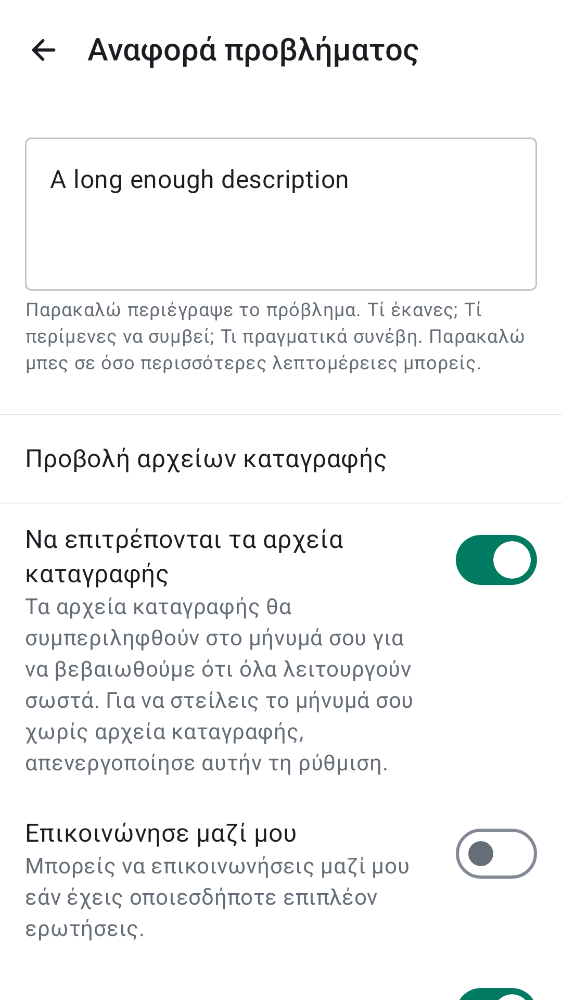 Αναφορά προβλήματος
A long enough description
Παρακαλώ περιέγραψε το πρόβλημα. Τί έκανες; Τί
περίμενες να συμβεί; Τι πραγματικά συνέβη. Παρακαλώ
μπες σε όσο περισσότερες λεπτομέρειες μπορείς.
Προβολή αρχείων καταγραφής
Να επιτρέπονται τα αρχεία
καταγραφής
Τα αρχεία καταγραφής θα
συμπεριληφθούν στο μήνυμά σου για
να βεβαιωθούμε ότι όλα λειτουργούν
σωστά. Για να στείλεις το μήνυμά σου
χωρίς αρχεία καταγραφής,
απενεργοποίησε αυτήν τη ρύθμιση.
Επικοινώνησε μαζί μου
Μπορείς να επικοινωνήσεις μαζί μου
εάν έχεις οποιεσδήποτε επιπλέον
ερωτήσεις.